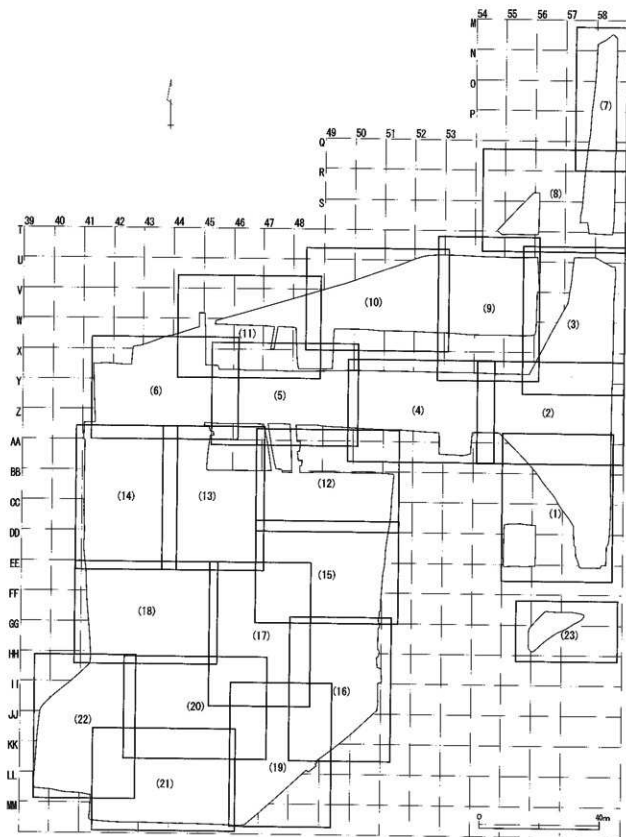 54 55 56 57 58
M
N
O
P
(7)
49 50 51 52 53
Q
R
S
(8)
39 40 41 42 43 44 45 46 47 48
T
U
V
W
X
Y
Z
(10)
(9)
(3)
(11)
(6)
(5)
(4)
(2)
AA
BB
CC
DD
EE
FF
GG
HH
II
JJ
KK
LL
MM
(12)
(14)
(13)
(1)
(15)
(18)
(17)
(23)
(16)
(22)
(20)
(19)
(21)
0 40m